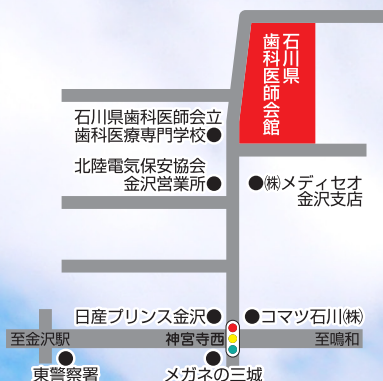 石川県
歯科医師会館
石川県歯科医師会立
歯科医療専門学校
北陸電気保安協会
金沢営業所
㈱メディセオ
金沢支店
日産プリンス金沢
コマツ石川㈱
至金沢駅
神宮寺西
至鳴和
東警察署
メガネの三城